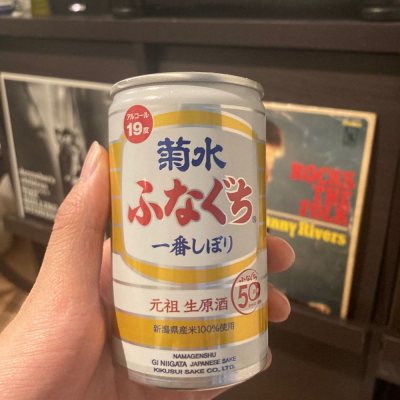 アルコール
19度
菊水
ふなぐち®
一番しぼり
元祖 生原酒
ふなぐち
50
新潟県産米100%使用
NAMAGENSHU
GI NIIGATA JAPANESE SAKE
KIKUSUI SAKE CO.,LTD
ROCKS
THE
FOLK
Rivers